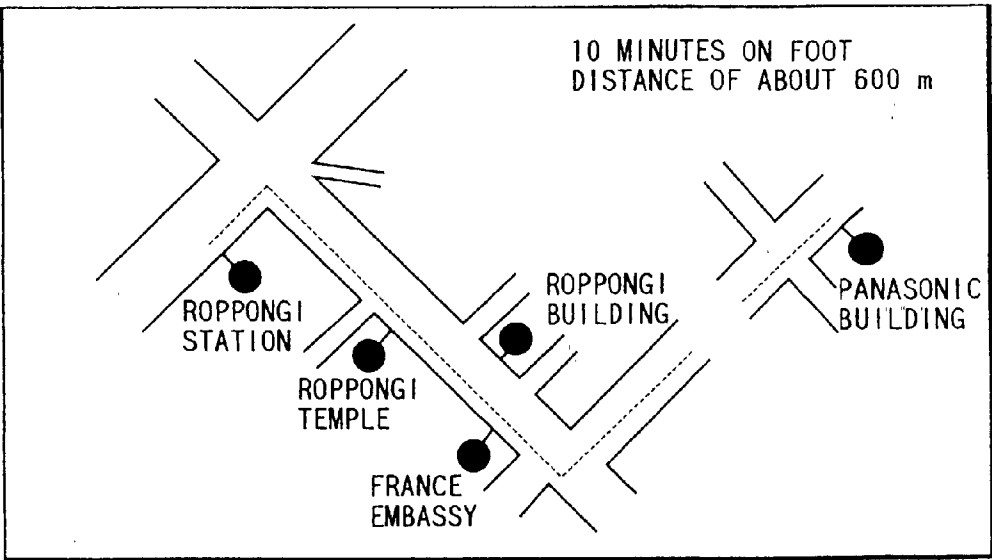 10 MINUTES ON FOOT
DISTANCE OF ABOUT 600 m
ROPPONGI
STATION
ROPPONGI
TEMPLE
FRANCE
EMBASSY
ROPPONGI
BUILDING
PANASONIC
BUILDING